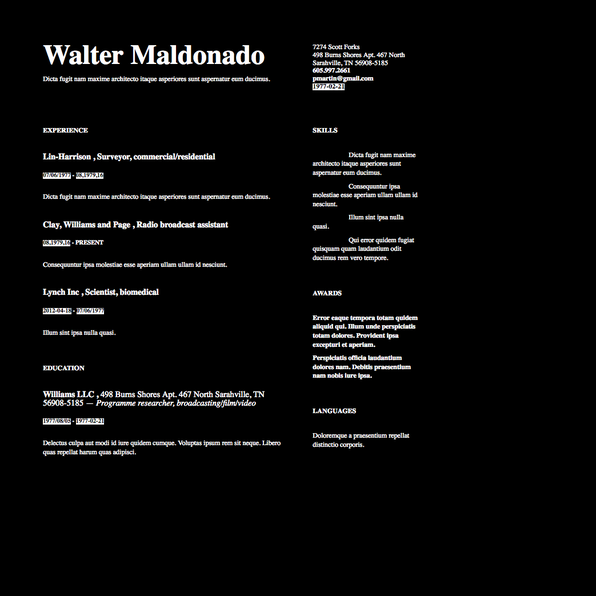 Walter Maldonado
Dicta fugit nam maxime architecto itaque asperiores sunt aspernatur eum ducimus.
7274 Scott Forks
498 Burns Shores Apt. 467 North
Sarahville, TN 56908-5185
605.997.2661
pmartin@gmail.com
1977-02-21
EXPERIENCE
Lin-Harrison , Surveyor, commercial/residential
07/06/1977 - 08.1979.16
Dicta fugit nam maxime architecto itaque asperiores sunt aspernatur eum ducimus.
Clay, Williams and Page , Radio broadcast assistant
08.1979.16 - PRESENT
Consequuntur ipsa molestiae esse aperiam ullam ullam id nesciunt.
Lynch Inc , Scientist, biomedical
2012-04-18 - 07/06/1977
Illum sint ipsa nulla quasi.
EDUCATION
Williams LLC , 498 Burns Shores Apt. 467 North Sarahville, TN
56908-5185 — Programme researcher, broadcasting/film/video
1977/08/03 - 1977-02-21
Delectus culpa aut modi id iure quidem cumque. Voluptas ipsum rem sit neque. Libero
quas repellat harum quas adipisci.
SKILLS
Dicta fugit nam maxime
architecto itaque asperiores sunt
aspernatur eum ducimus.
Consequuntur ipsa
molestiae esse aperiam ullam ullam id
nesciunt.
Illum sint ipsa nulla
quasi.
Qui error quidem fugiat
quisquam quam laudantium odit
ducimus rem vero tempore.
AWARDS
Error eaque tempora totam quidem
aliquid qui. Illum unde perspiciatis
totam dolores. Provident ipsa
excepturi et aperiam.
Perspiciatis officia laudantium
dolores nam. Debitis praesentium
nam nobis iure ipsa.
LANGUAGES
Doloremque a praesentium repellat
distinctio corporis.